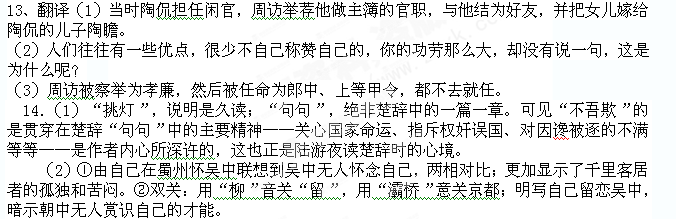 13、翻译（1）当时陶侃担任闲官，周访举荐他做主簿的官职，与他结为好友，并把女儿嫁给
陶侃的儿子陶瞻。
（2）人们往往有一些优点，很少不自己称赞自己的，你的功劳那么大，却没有说一句，这是
为什么呢？
（3）周访被察举为孝廉，然后被任命为郎中、上等甲令，都不去就任。
14．（1）“挑灯”，说明是久读；“句句”，绝非楚辞中的一篇一章。可见“不吾欺”的
是贯穿在楚辞“句句”中的主要精神一一关心国家命运、指斥权奸误国、对因谗被逐的不满
等等一一是作者内心所深许的，这也正是陆游夜读楚辞时的心境。
（2）①由自己在蜀州怀吴中联想到吴中无人怀念自己，两相对比；更加显示了千里客居
者的孤独和苦闷。②双关：用“柳”音关“留”，用“灞桥”意关京都；明写自己留恋吴中，
暗示朝中无人赏识自己的才能。